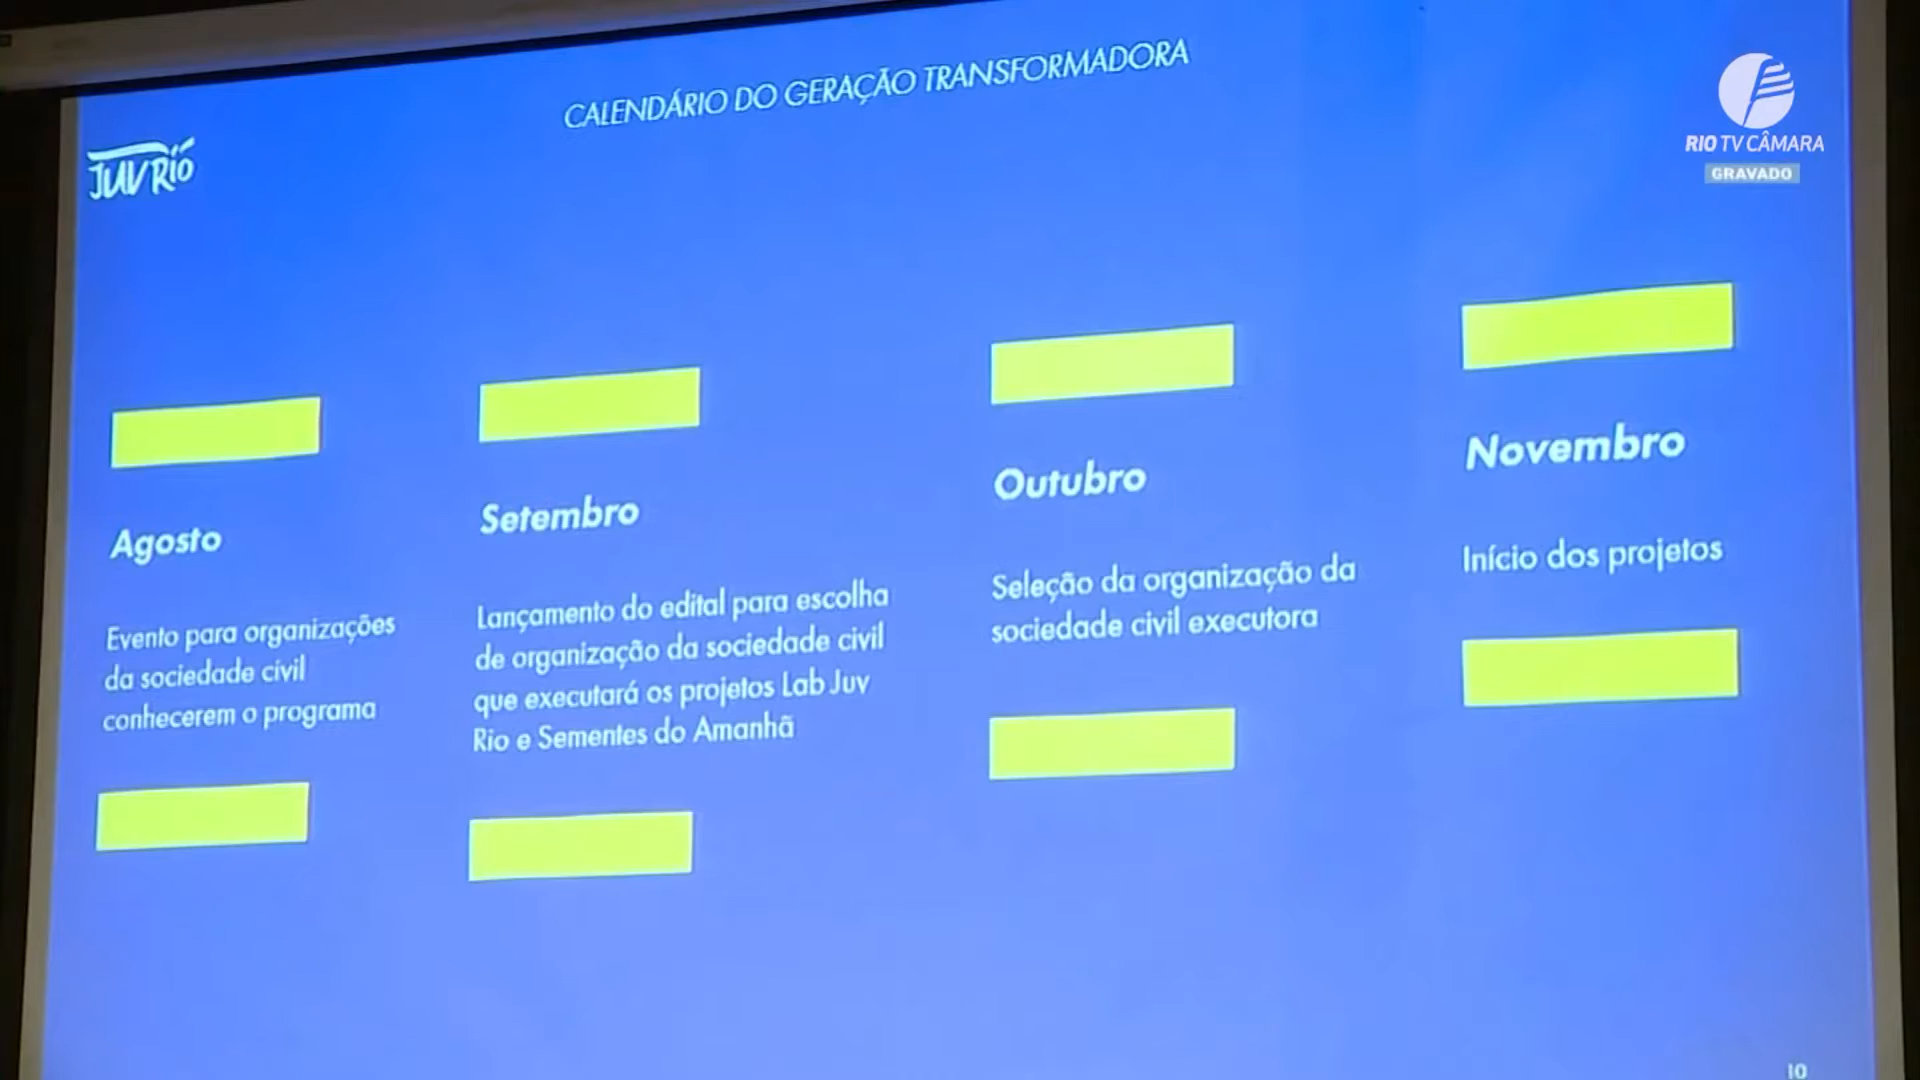 CALENDÁRIO DO GERAÇÃO TRANSFORMADORA
JUVRio
RIO TV CÂMARA
GRAVADO
Agosto
Evento para organizações
da sociedade civil
conhecerem o programa
Setembro
Lançamento do edital para escolha
de organização da sociedade civil
que executará os projetos Lab Juv
Rio e Sementes do Amanhã
Outubro
Seleção da organização da
sociedade civil executora
Novembro
Início dos projetos
10